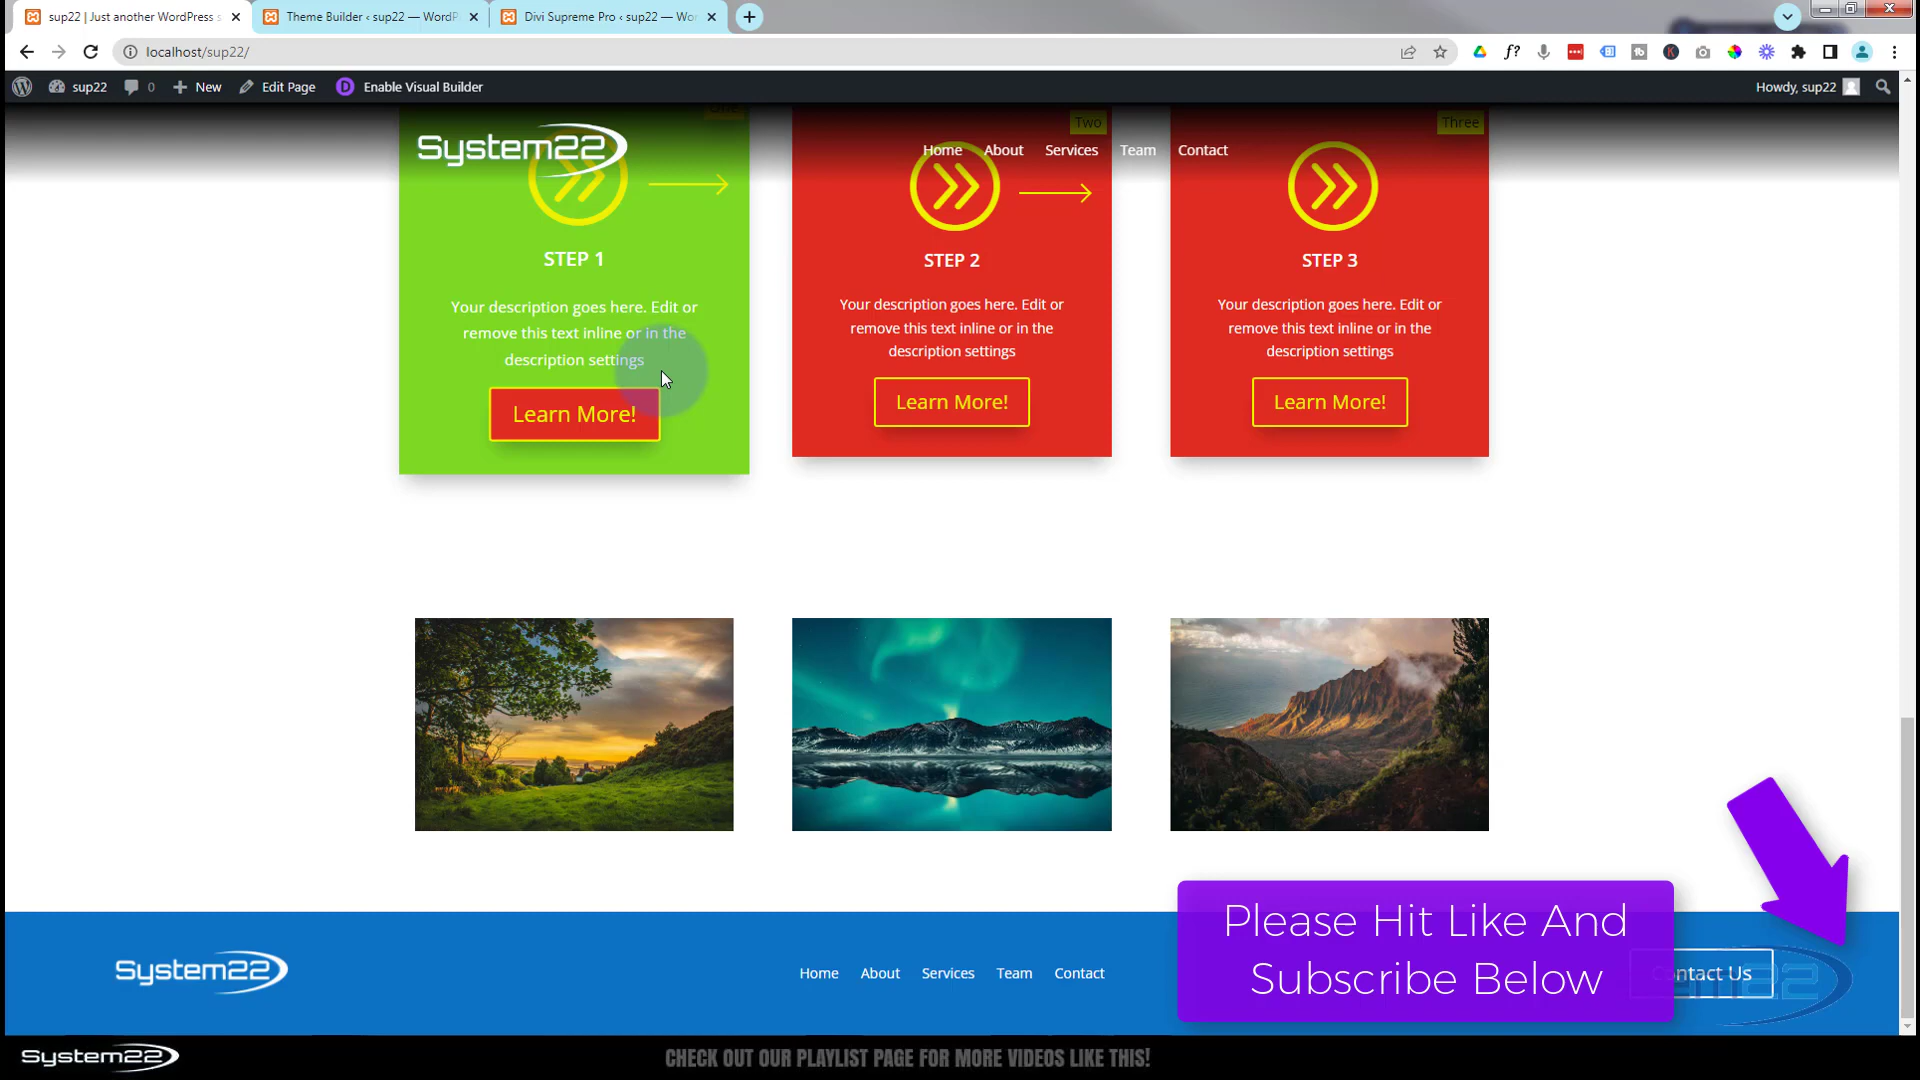 sup22 | Just another WordPress s
Theme Builder ‹ sup22 — WordP
Divi Supreme Pro ‹ sup22 — Wor
localhost/sup22/
sup22
0
New
Edit Page
Enable Visual Builder
Howdy, sup22
System22
Home
About
Services
Team
Contact
Two
Three
STEP 1
Your description goes here. Edit or
remove this text inline or in the
description settings
Learn More!
STEP 2
Your description goes here. Edit or
remove this text inline or in the
description settings
Learn More!
STEP 3
Your description goes here. Edit or
remove this text inline or in the
description settings
Learn More!
System22
Home
About
Services
Team
Contact
Please Hit Like And
Subscribe Below
Contact Us
System22
CHECK OUT OUR PLAYLIST PAGE FOR MORE VIDEOS LIKE THIS!